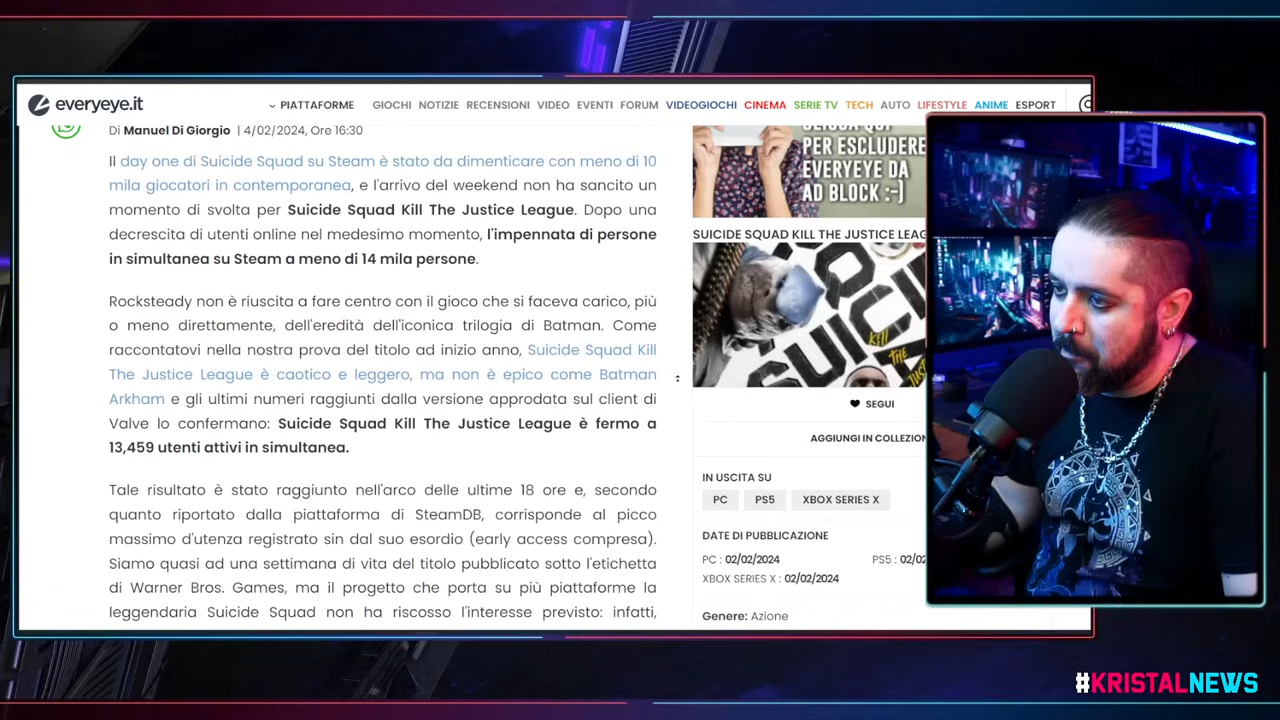 everyeye.it
PIATTAFORME GIOCHI NOTIZIE RECENSIONI VIDEO EVENTI FORUM VIDEOGIOCHI CINEMA SERIE TV TECH AUTO LIFESTYLE ANIME ESPORT
Di Manuel Di Giorgio | 4/02/2024, Ore 16:30
Il day one di Suicide Squad su Steam è stato da dimenticare con meno di 10
mila giocatori in contemporanea, e l'arrivo del weekend non ha sancito un
momento di svolta per Suicide Squad Kill The Justice League. Dopo una
decrescita di utenti online nel medesimo momento, l'impennata di persone
in simultanea su Steam a meno di 14 mila persone.
Rocksteady non è riuscita a fare centro con il gioco che si faceva carico, più
o meno direttamente, dell'eredità dell'iconica trilogia di Batman. Come
raccontatovi nella nostra prova del titolo ad inizio anno, Suicide Squad Kill
The Justice League è caotico e leggero, ma non è epico come Batman
Arkham e gli ultimi numeri raggiunti dalla versione approdata sul client di
Valve lo confermano: Suicide Squad Kill The Justice League è fermo a
13,459 utenti attivi in simultanea.
Tale risultato è stato raggiunto nell'arco delle ultime 18 ore e, secondo
quanto riportato dalla piattaforma di SteamDB, corrisponde al picco
massimo d'utenza registrato sin dal suo esordio (early access compresa).
Siamo quasi ad una settimana di vita del titolo pubblicato sotto l'etichetta
di Warner Bros. Games, ma il progetto che porta su più piattaforme la
leggendaria Suicide Squad non ha riscosso l'interesse previsto: infatti,
CLICCA QUI
PER ESCLUDERE
EVERYEYE DA
AD BLOCK :-)
SUICIDE SQUAD KILL THE JUSTICE LEAG
SUICI
kill
THE
JUST
SEGUI
AGGIUNGI IN COLLEZION
IN USCITA SU
PC PS5 XBOX SERIES X
DATE DI PUBBLICAZIONE
PC : 02/02/2024 PS5 : 02/02
XBOX SERIES X : 02/02/2024
Genere: Azione
#KRISTALNEWS